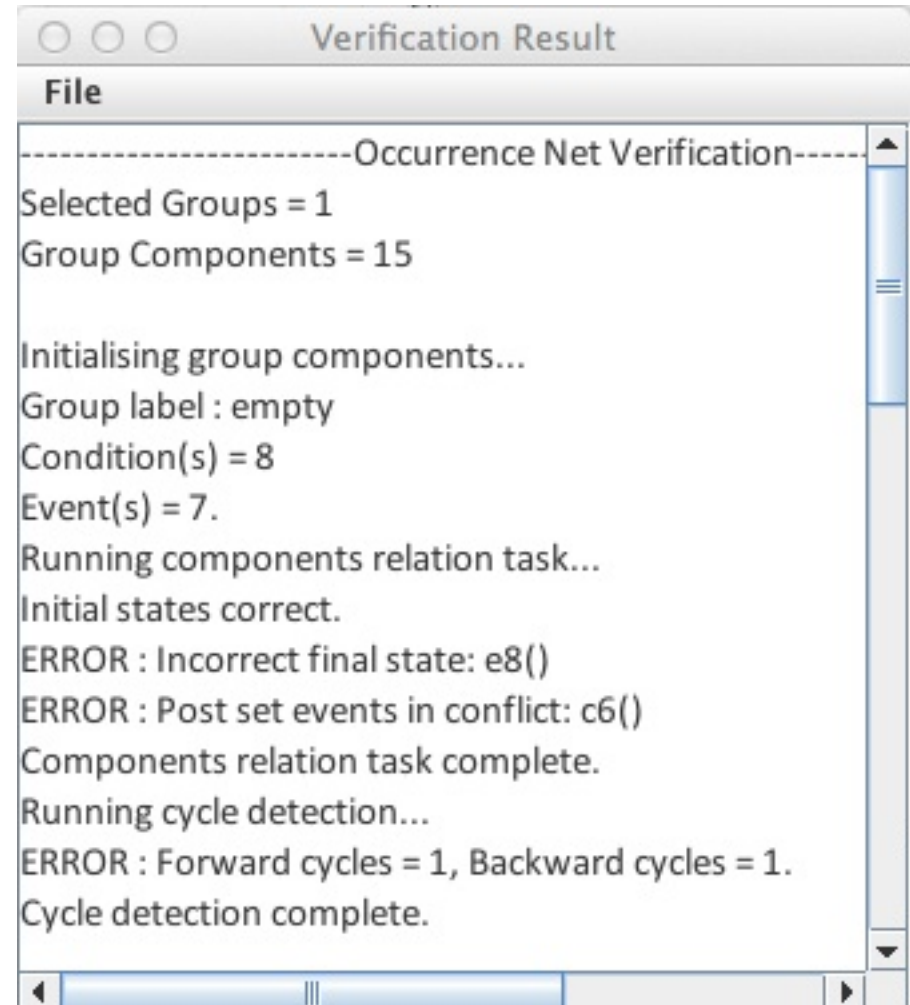 Verification Result
File
-------------------------Occurrence Net Verification------
Selected Groups = 1
Group Components = 15
Initialising group components...
Group label : empty
Condition(s) = 8
Event(s) = 7.
Running components relation task...
Initial states correct.
ERROR : Incorrect final state: e8()
ERROR : Post set events in conflict: c6()
Components relation task complete.
Running cycle detection...
ERROR : Forward cycles = 1, Backward cycles = 1.
Cycle detection complete.